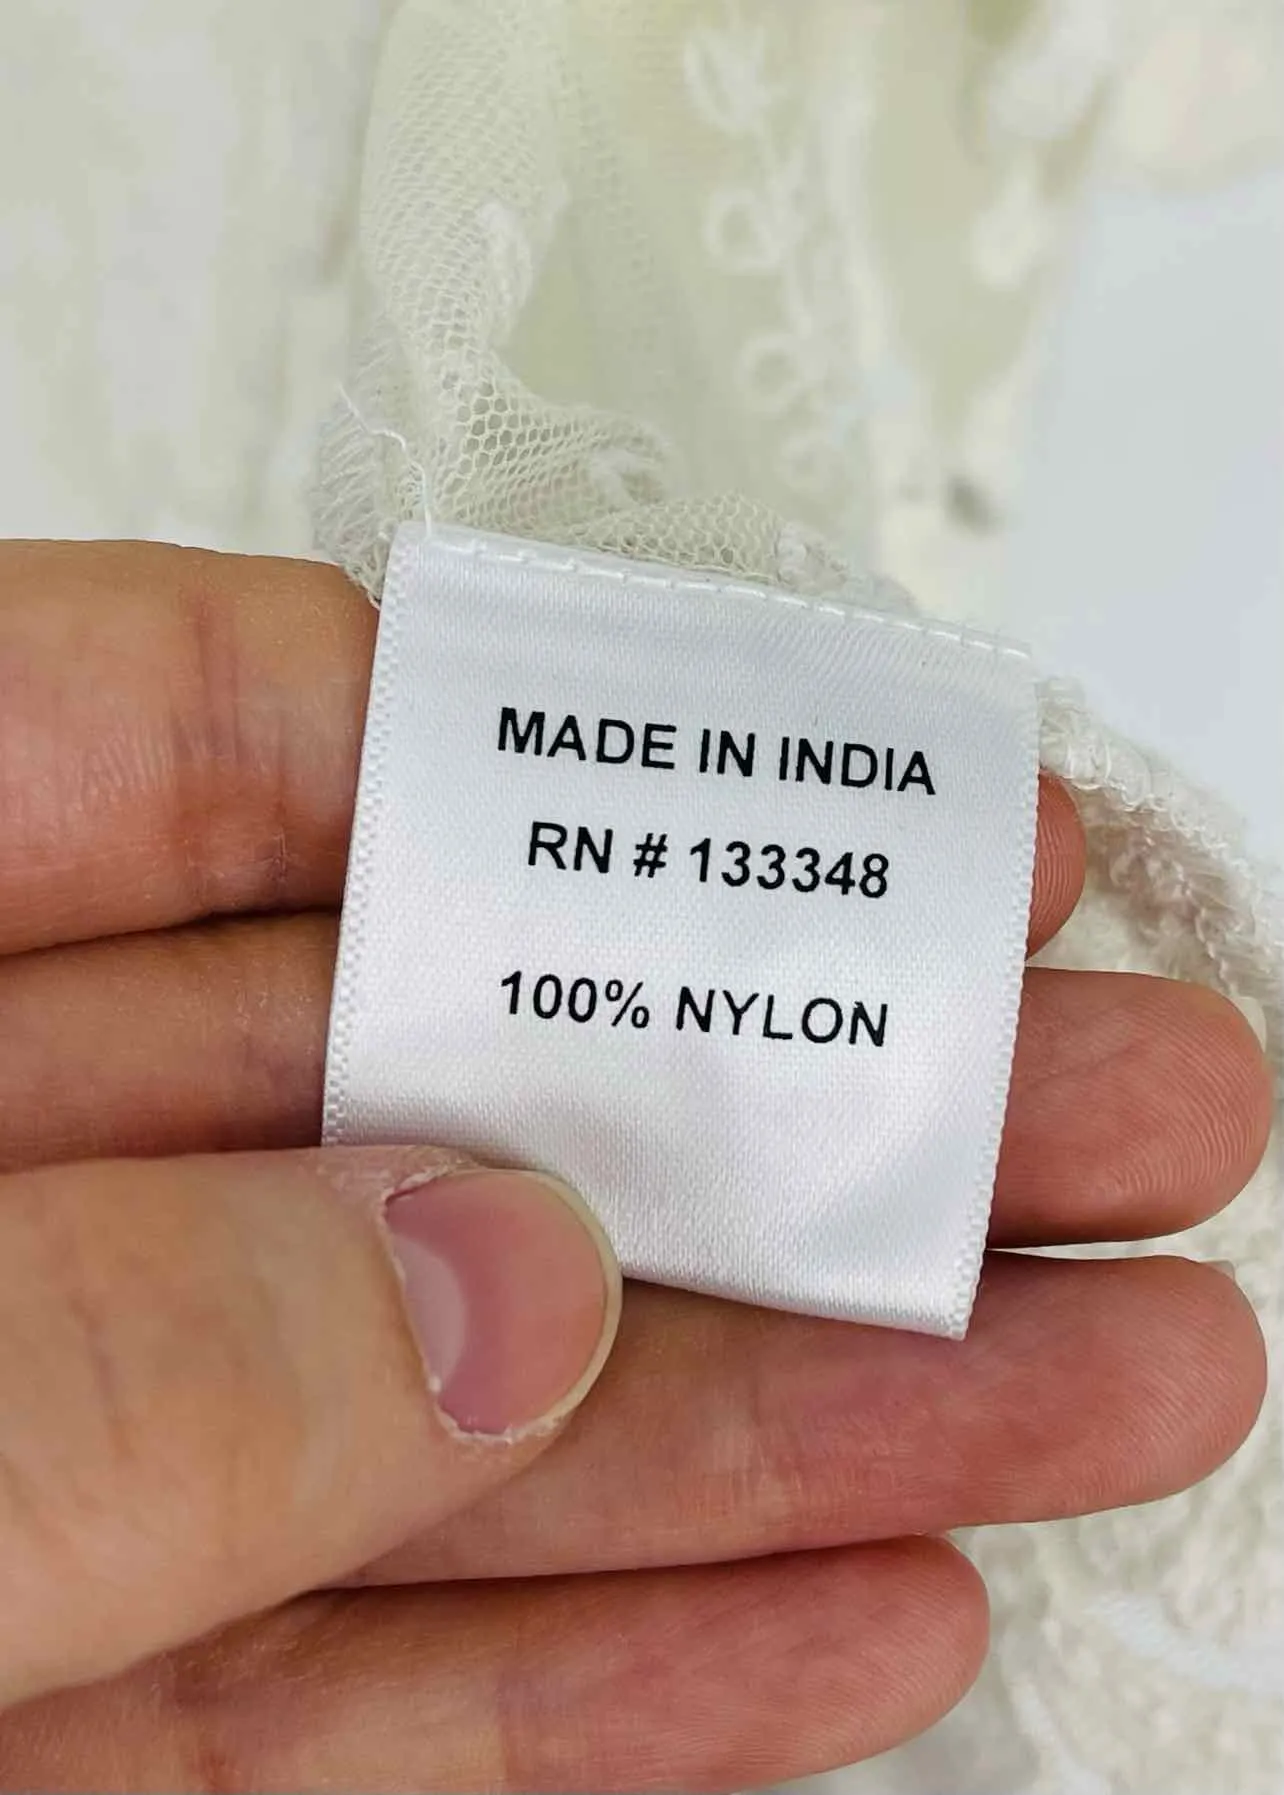 MADE IN INDIA
RN # 133348
100% NYLON